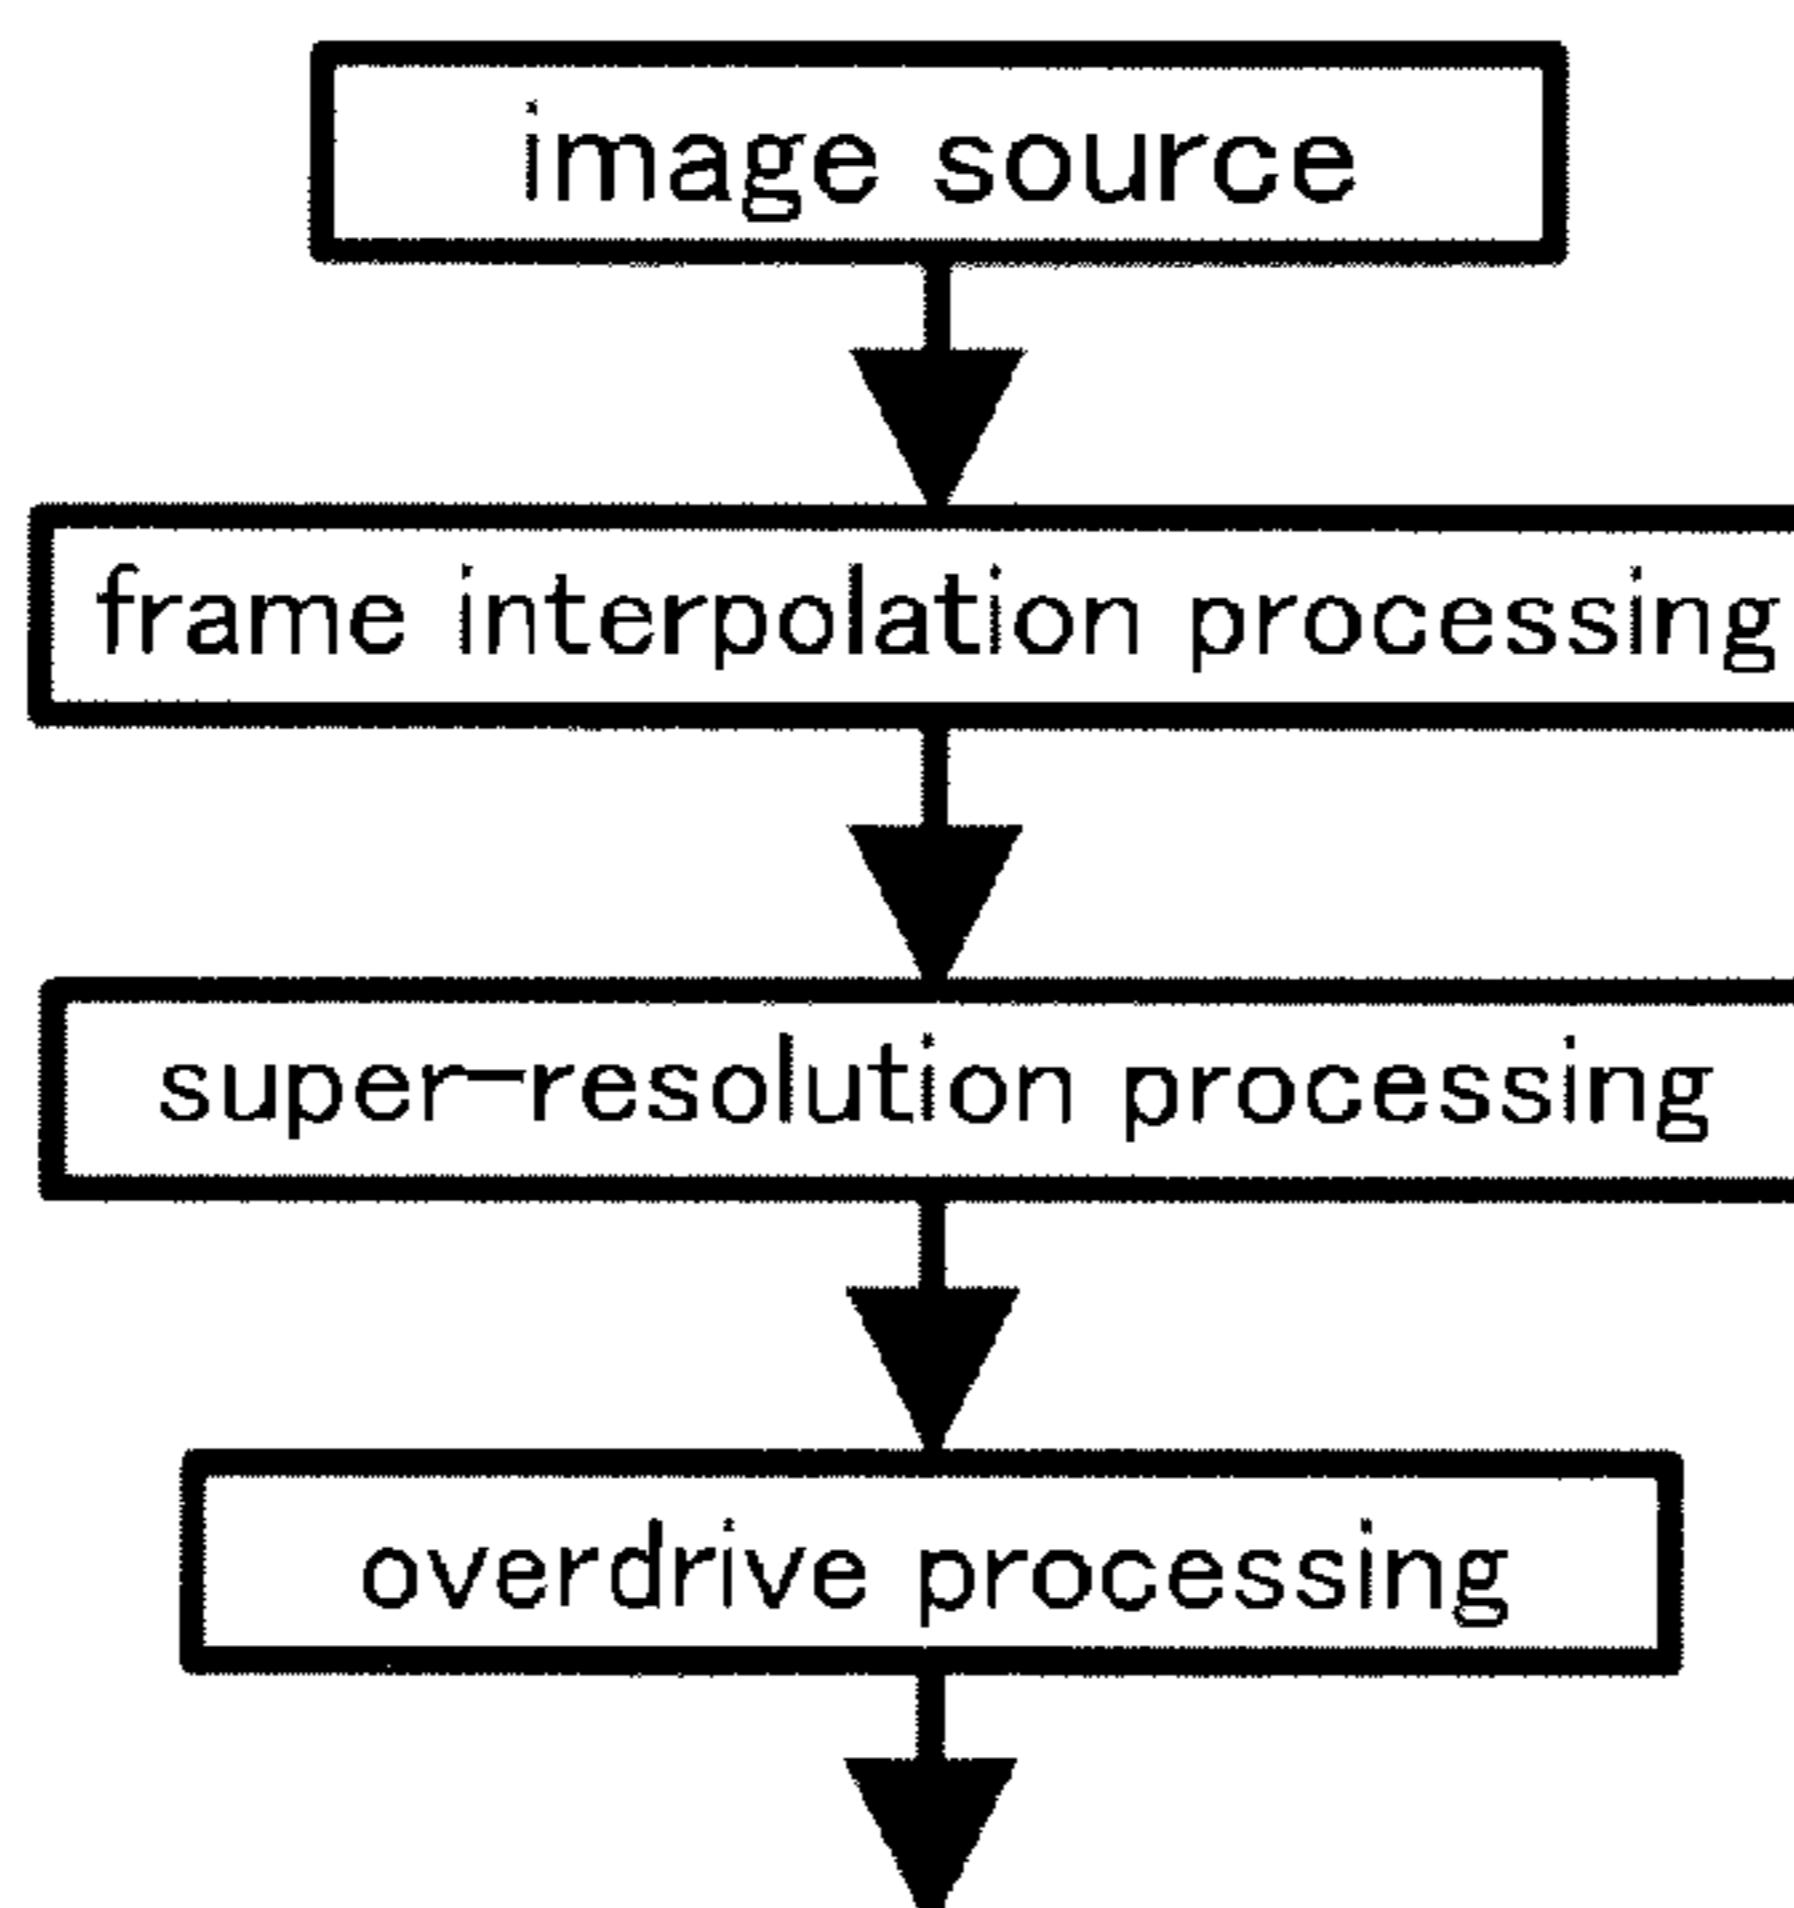 image source
frame interpolation processing
super-resolution processing
overdrive processing